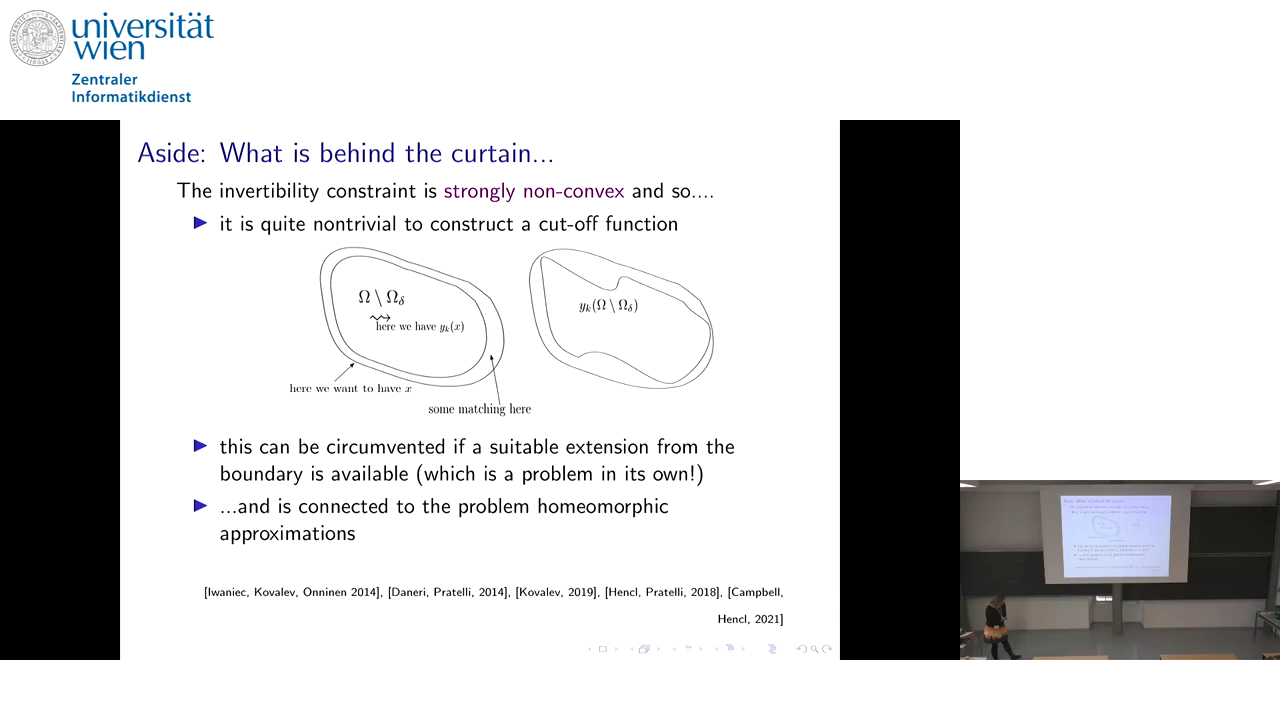 universität
wien
Zentraler
Informatikdienst
Aside: What is behind the curtain...
The invertibility constraint is strongly non-convex and so....
▶ it is quite nontrivial to construct a cut-off function
Ω \ Ω_δ
here we have y_k(x)
y_k(Ω \ Ω_δ)
here we want to have x
some matching here
▶ this can be circumvented if a suitable extension from the
boundary is available (which is a problem in its own!)
▶ ...and is connected to the problem homeomorphic
approximations
[Iwaniec, Kovalev, Onninen 2014], [Daneri, Pratelli, 2014], [Kovalev, 2019], [Hencl, Pratelli, 2018], [Campbell,
Hencl, 2021]